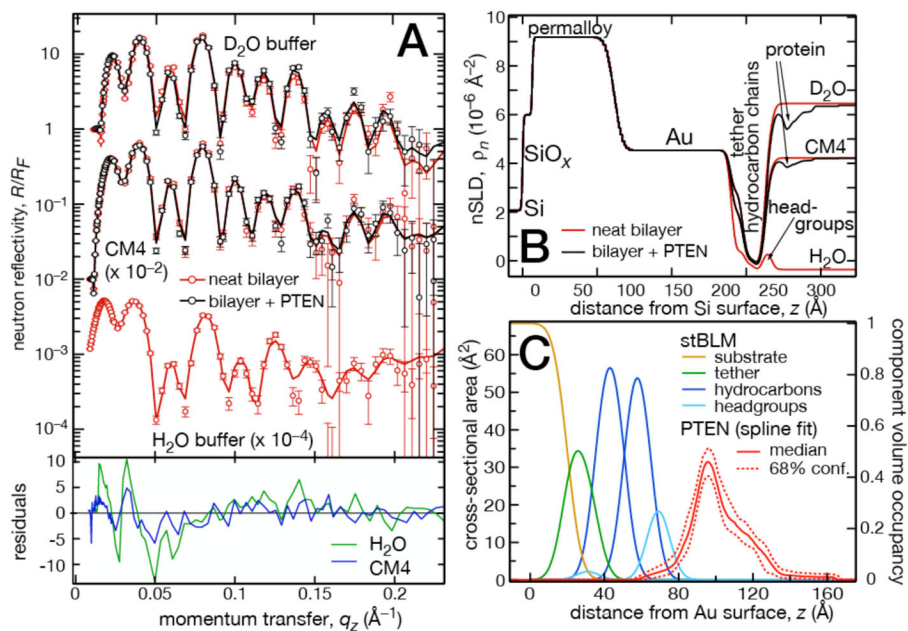 A
D2O buffer
10
1
10-1
10-2
10-3
10-4
neutron reflectivity, R/RF
CM4
(x 10-2)
neat bilayer
bilayer + PTEN
H2O buffer (x 10-4)
residuals
10
5
0
-5
-10
H2O
CM4
0
0.05
0.1
0.15
0.2
momentum transfer, qz (Å-1)
B
10
8
6
4
2
0
nSLD, ρn (10-6 Å-2)
permalloy
SiOx
Si
Au
tether
hydrocarbon chains
protein
D2O
CM4
head-
groups
H2O
neat bilayer
bilayer + PTEN
0
50
100
150
200
250
300
distance from Si surface, z (Å)
C
60
50
40
30
20
10
0
cross-sectional area (Å2)
stBLM
substrate
tether
hydrocarbons
headgroups
PTEN (spline fit)
median
68% conf.
1
0.8
0.6
0.4
0.2
0
component volume occupancy
0
40
80
120
160
distance from Au surface, z (Å)